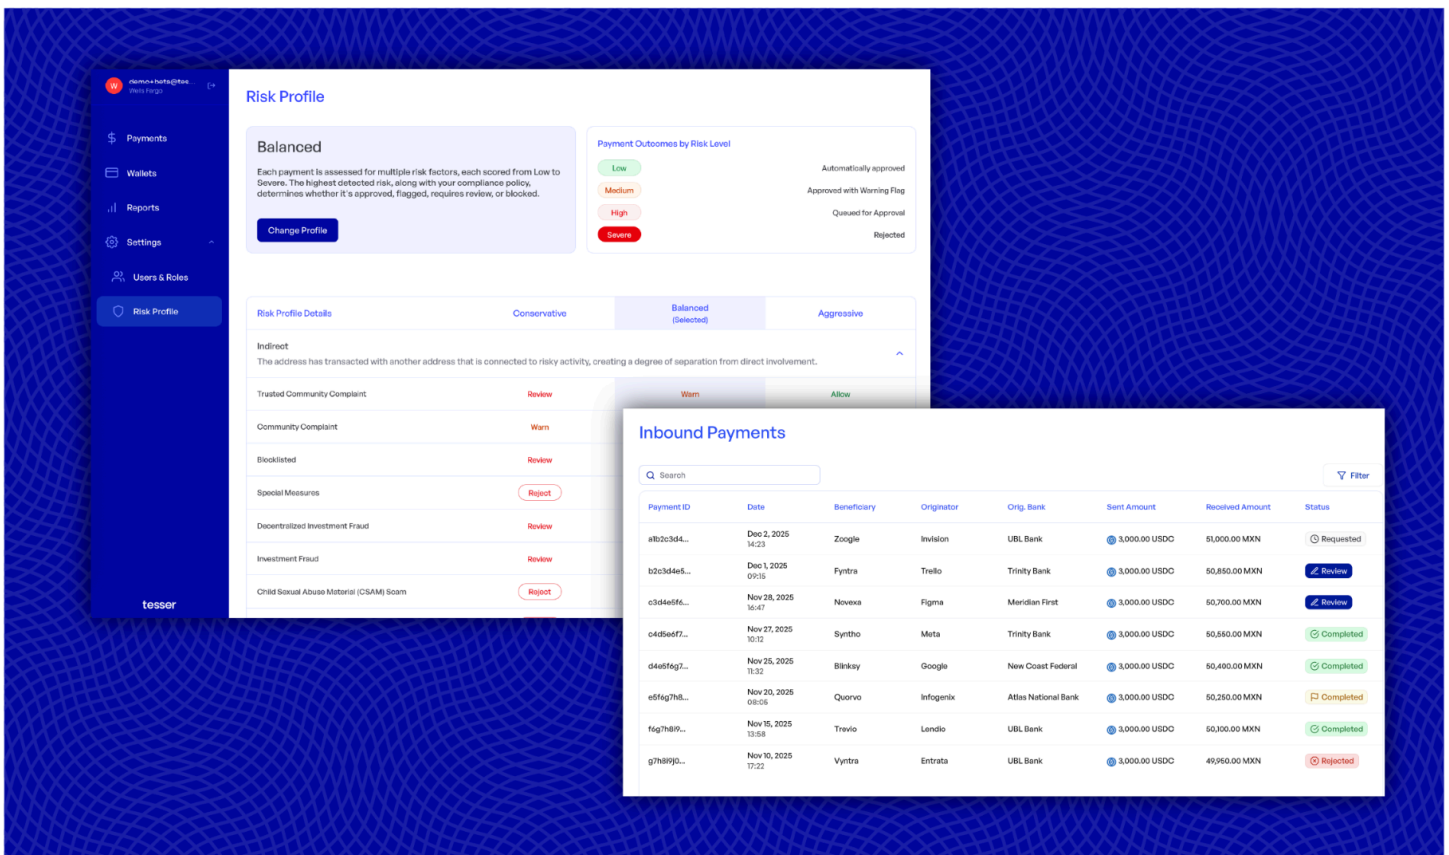 W
demo+beta@tes...
Wells Fargo
Payments
Wallets
Reports
Settings
Users & Roles
Risk Profile
tesser
Risk Profile
Balanced
Each payment is assessed for multiple risk factors, each scored from Low to
Severe. The highest detected risk, along with your compliance policy,
determines whether it's approved, flagged, requires review, or blocked.
Change Profile
Payment Outcomes by Risk Level
Low Automatically approved
Medium Approved with Warning Flag
High Queued for Approval
Severe Rejected
Risk Profile Details Conservative Balanced (Selected) Aggressive
Indirect
The address has transacted with another address that is connected to risky activity, creating a degree of separation from direct involvement.
Trusted Community Complaint Review Warn Allow
Community Complaint Warn
Blocklisted Review
Special Measures Reject
Decentralized Investment Fraud Review
Investment Fraud Review
Child Sexual Abuse Material (CSAM) Scam Reject
Inbound Payments
Search
Filter
Payment ID Date Beneficiary Originator Orig. Bank Sent Amount Received Amount Status
a1b2c3d4... Dec 2, 2025 14:23 Zoogle Invision UBL Bank 3,000.00 USDC 51,000.00 MXN Requested
b2c3d4e5... Dec 1, 2025 09:15 Fyntra Trello Trinity Bank 3,000.00 USDC 50,850.00 MXN Review
c3d4e5f6... Nov 28, 2025 16:47 Novexa Figma Meridian First 3,000.00 USDC 50,700.00 MXN Review
c4d5e6f7... Nov 27, 2025 10:12 Syntho Meta Trinity Bank 3,000.00 USDC 50,550.00 MXN Completed
d4e5f6g7... Nov 25, 2025 11:32 Blinksy Google New Coast Federal 3,000.00 USDC 50,400.00 MXN Completed
e5f6g7h8... Nov 20, 2025 08:05 Quorvo Infogenix Atlas National Bank 3,000.00 USDC 50,250.00 MXN Completed
f6g7h8i9... Nov 15, 2025 13:58 Trevio Lendio UBL Bank 3,000.00 USDC 50,100.00 MXN Completed
g7h8i9j0... Nov 10, 2025 17:22 Vyntra Entrata UBL Bank 3,000.00 USDC 49,950.00 MXN Rejected